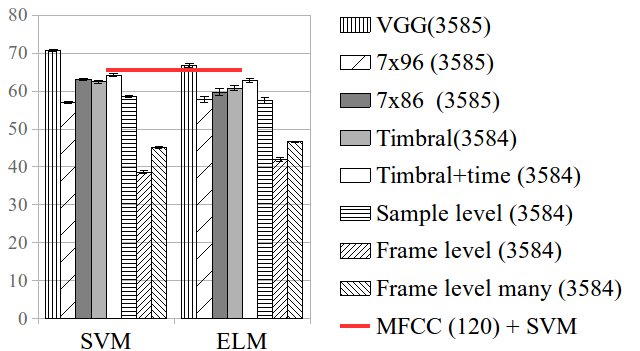 80
70
60
50
40
30
20
10
0
SVM
ELM
VGG(3585)
7x96 (3585)
7x86 (3585)
Timbral(3584)
Timbral+time (3584)
Sample level (3584)
Frame level (3584)
Frame level many (3584)
MFCC (120) + SVM